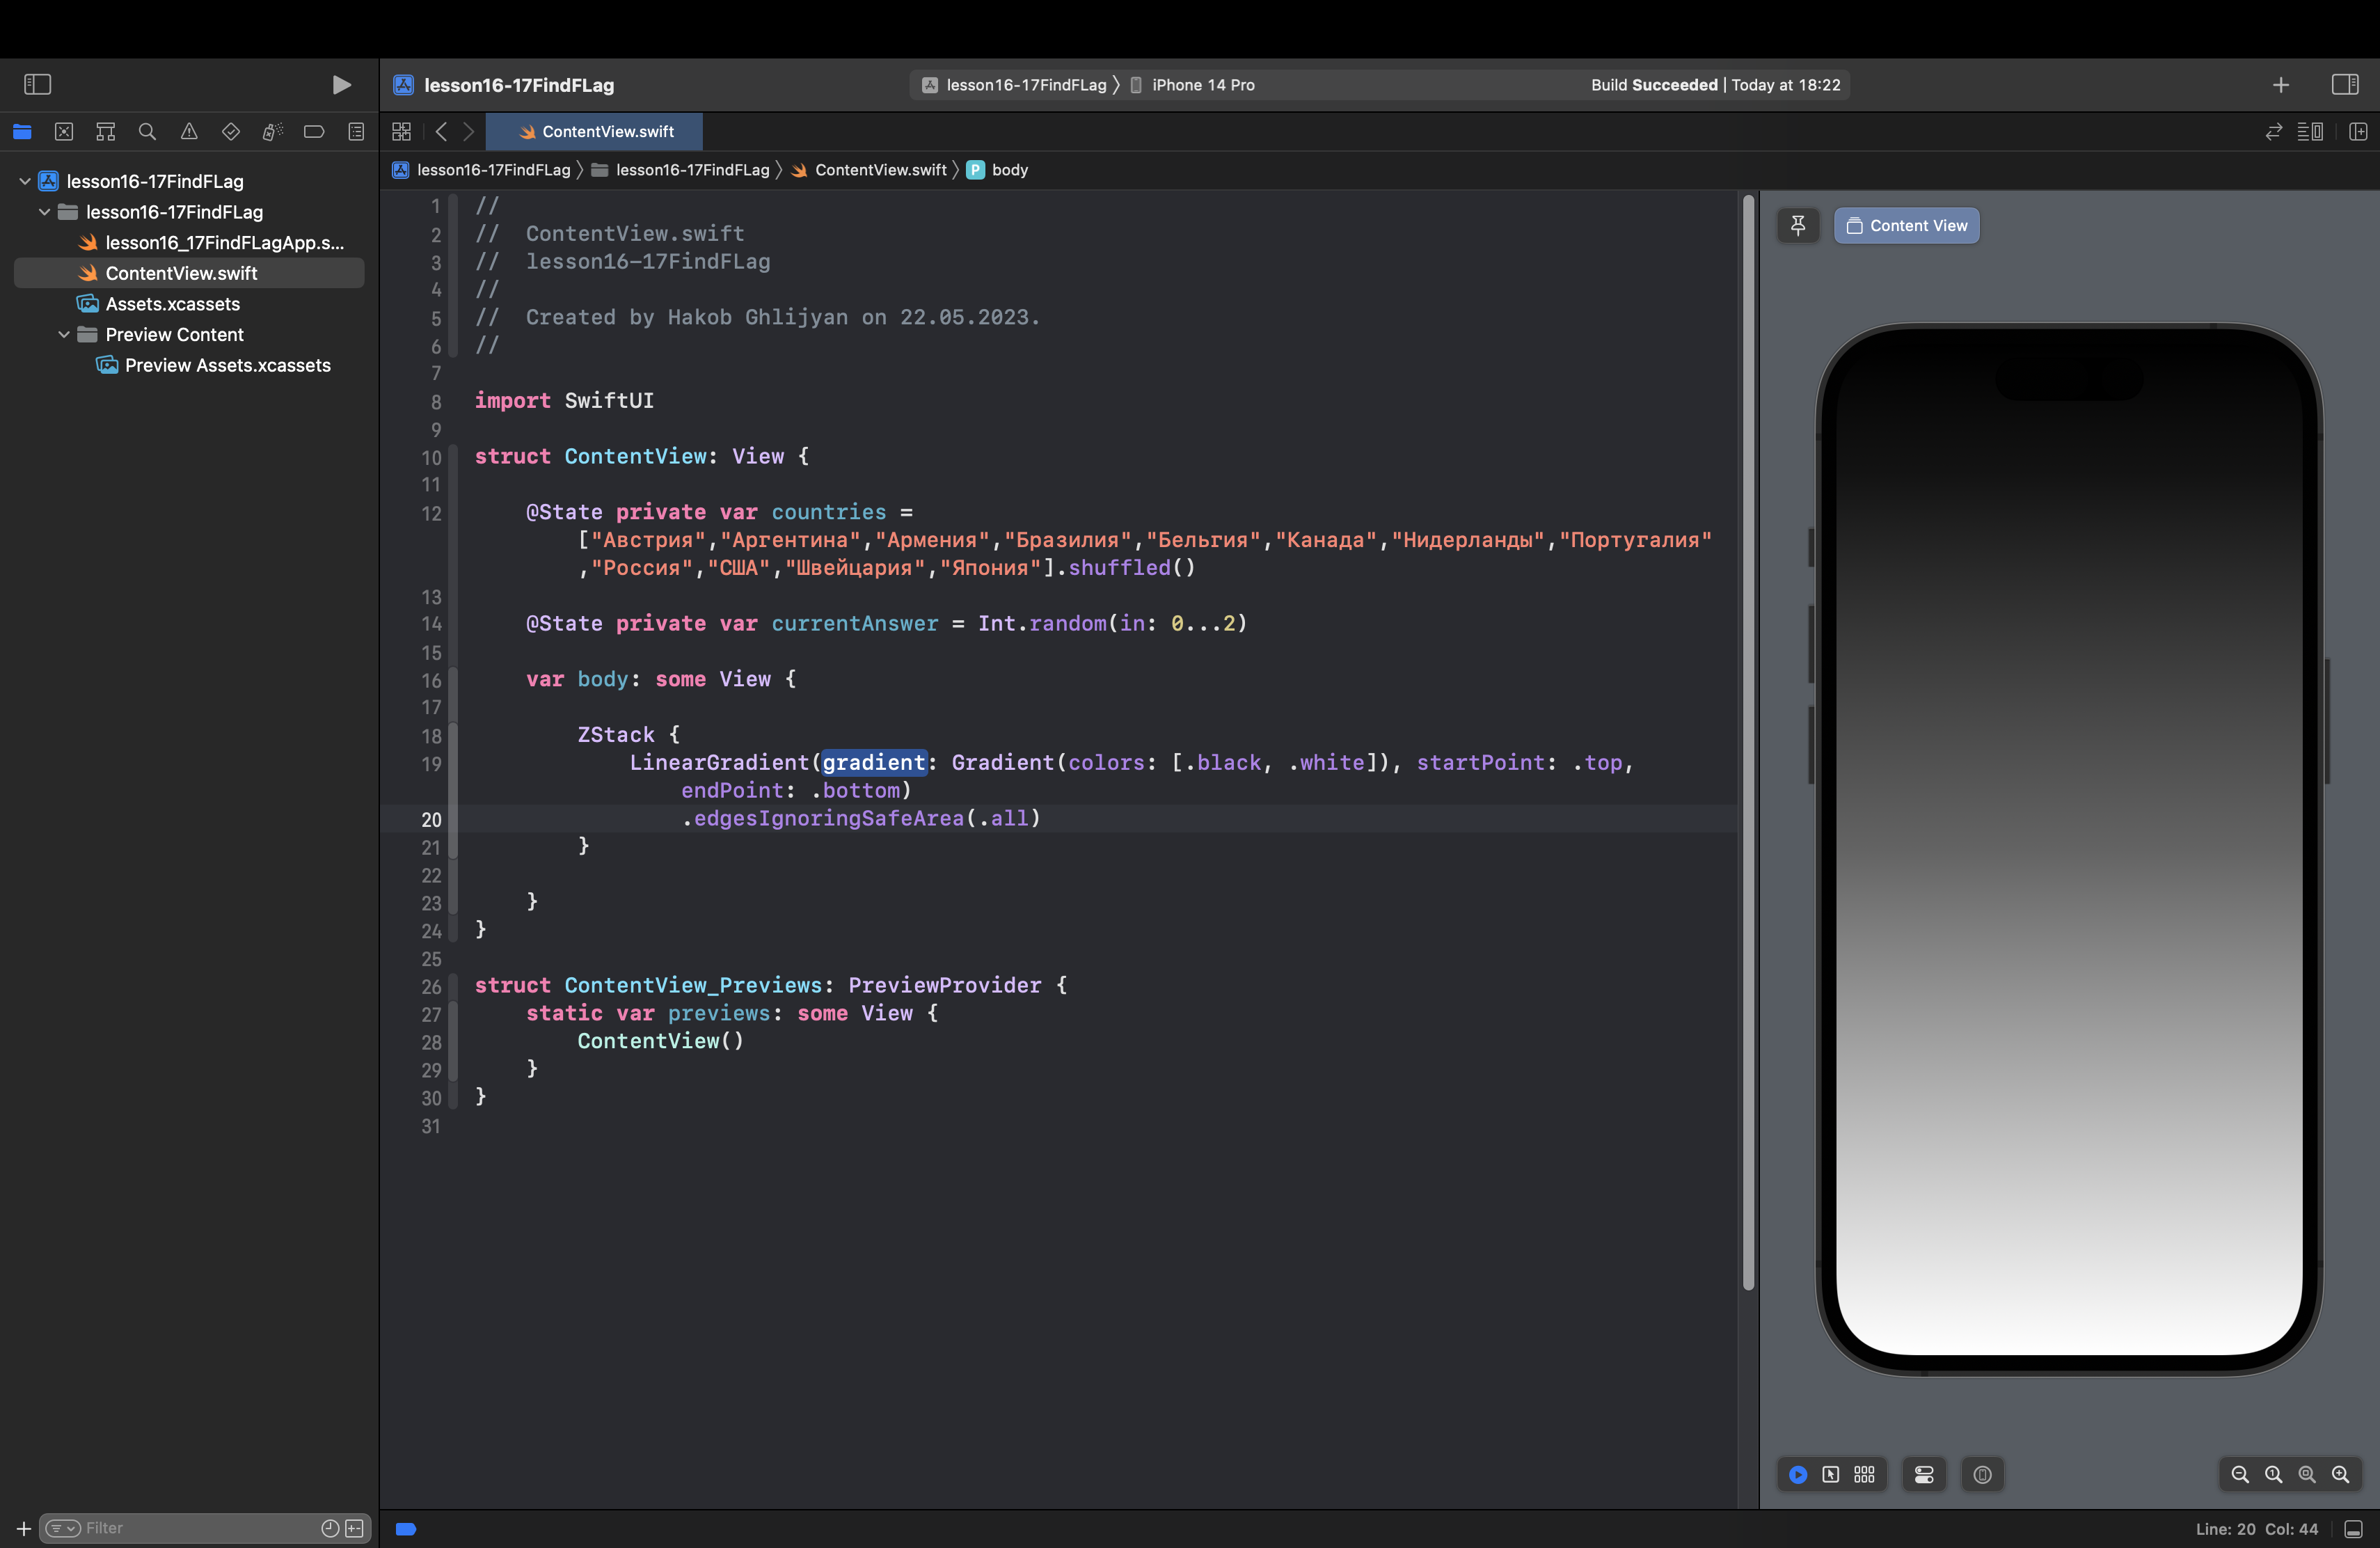 lesson16-17FindFLag
lesson16-17FindFLag 〉 iPhone 14 Pro
Build Succeeded | Today at 18:22
ContentView.swift
lesson16-17FindFLag 〉 lesson16-17FindFLag 〉 ContentView.swift 〉 P body
lesson16-17FindFLag
lesson16-17FindFLag
lesson16_17FindFLagApp.s...
ContentView.swift
Assets.xcassets
Preview Content
Preview Assets.xcassets
1 //
2 //  ContentView.swift
3 //  lesson16-17FindFLag
4 //
5 //  Created by Hakob Ghlijyan on 22.05.2023.
6 //
7
8 import SwiftUI
9
10 struct ContentView: View {
11
12     @State private var countries =
["Австрия","Аргентина","Армения","Бразилия","Бельгия","Канада","Нидерланды","Португалия"
,"Россия","США","Швейцария","Япония"].shuffled()
13
14     @State private var currentAnswer = Int.random(in: 0...2)
15
16     var body: some View {
17
18         ZStack {
19             LinearGradient(gradient: Gradient(colors: [.black, .white]), startPoint: .top,
endPoint: .bottom)
20                 .edgesIgnoringSafeArea(.all)
21         }
22
23     }
24 }
25
26 struct ContentView_Previews: PreviewProvider {
27     static var previews: some View {
28         ContentView()
29     }
30 }
31
Content View
Filter
Line: 20 Col: 44